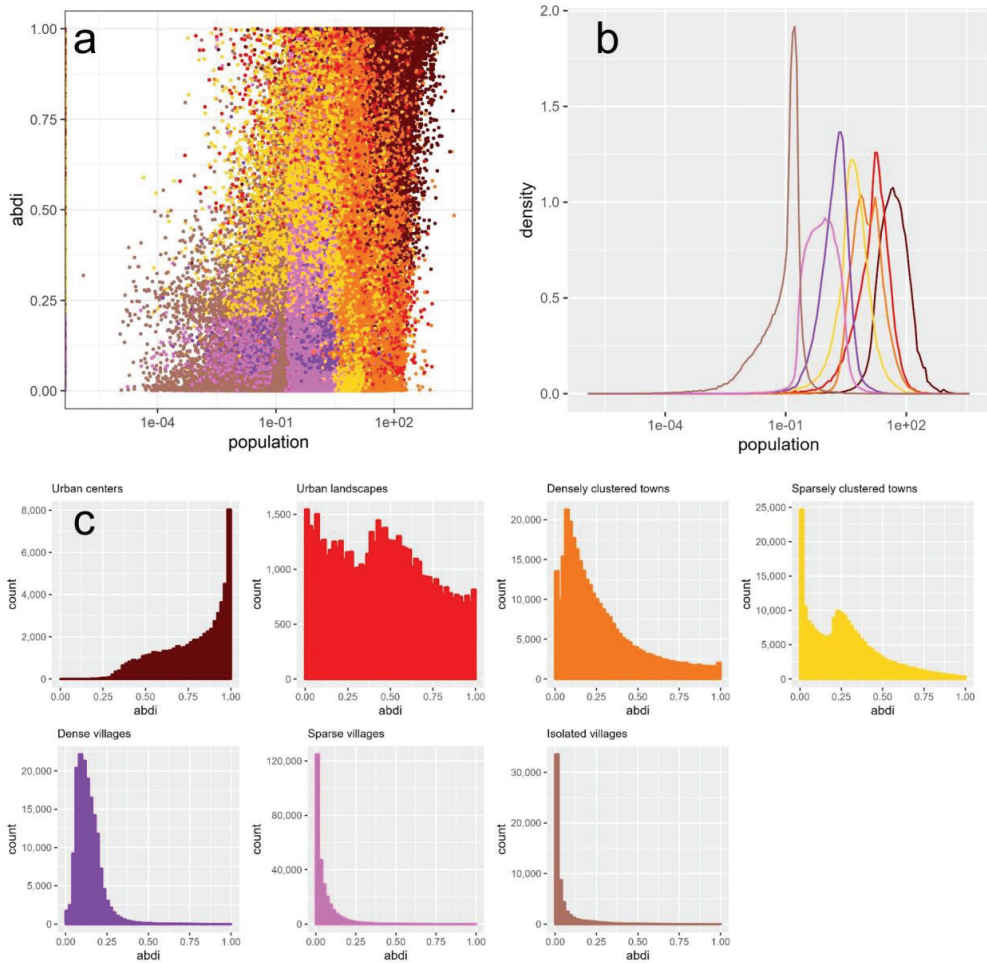 a
1.00
0.75
0.50
0.25
0.00
abdi
1e-04 1e-01 1e+02
population
b
2.0
1.5
1.0
0.5
0.0
density
1e-04 1e-01 1e+02
population
c
Urban centers
8,000
6,000
4,000
2,000
0
count
0.00 0.25 0.50 0.75 1.00
abdi
Urban landscapes
1,500
1,000
500
0
count
0.00 0.25 0.50 0.75 1.00
abdi
Densely clustered towns
20,000
15,000
10,000
5,000
0
count
0.00 0.25 0.50 0.75 1.00
abdi
Sparsely clustered towns
25,000
20,000
15,000
10,000
5,000
0
count
0.00 0.25 0.50 0.75 1.00
abdi
Dense villages
20,000
15,000
10,000
5,000
0
count
0.00 0.25 0.50 0.75 1.00
abdi
Sparse villages
120,000
80,000
40,000
0
count
0.00 0.25 0.50 0.75 1.00
abdi
Isolated villages
30,000
20,000
10,000
0
count
0.00 0.25 0.50 0.75 1.00
abdi